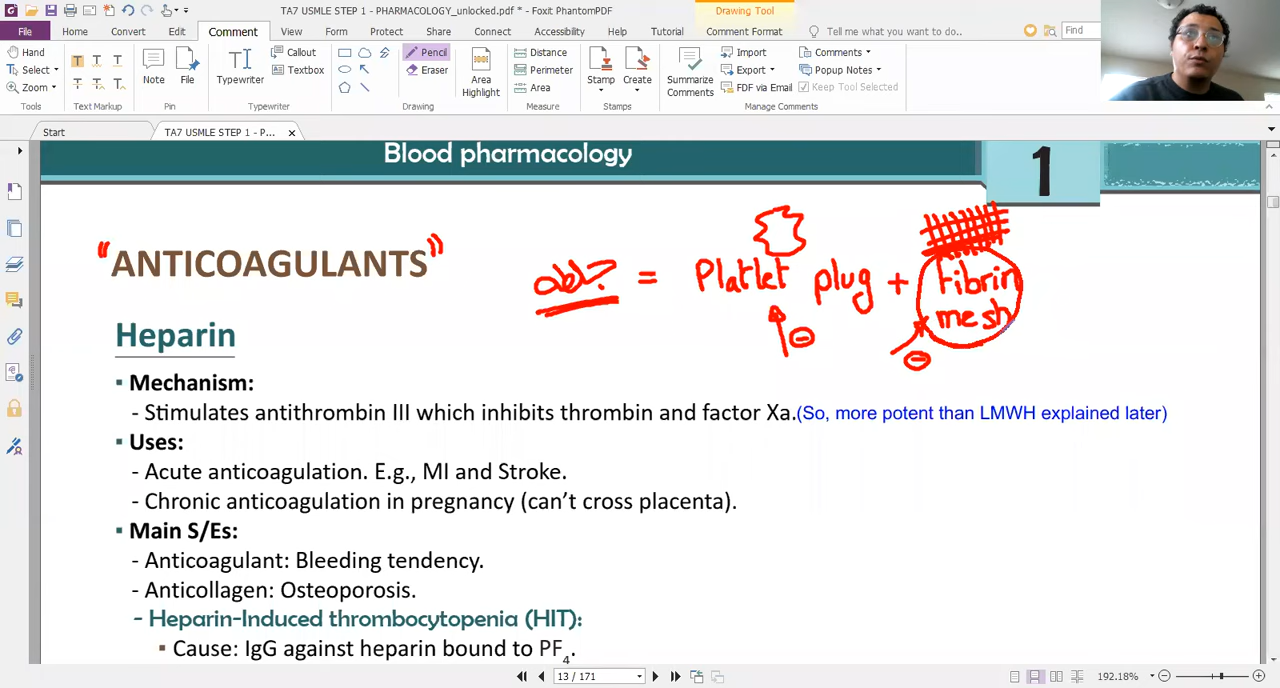 TA7 USMLE STEP 1 - PHARMACOLOGY_unlocked.pdf * - Foxit PhantomPDF
Drawing Tool
File Home Convert Edit Comment View Form Protect Share Connect Accessibility Help Tutorial Comment Format Tell me what you want to do.. Find
Hand
Select
Zoom
Tools
Text Markup
Note
File
Pin
Typewriter
Callout
Textbox
Typewriter
Pencil
Eraser
Drawing
Area Highlight
Distance
Perimeter
Area
Measure
Stamp
Create
Stamps
Summarize Comments
Import
Export
FDF via Email
Comments
Popup Notes
Keep Tool Selected
Manage Comments
Start
TA7 USMLE STEP 1 - P...
Blood pharmacology
1
"ANTICOAGULANTS"
= Platlet plug + Fibrin mesh
Heparin
▪ Mechanism:
- Stimulates antithrombin III which inhibits thrombin and factor Xa.(So, more potent than LMWH explained later)
▪ Uses:
- Acute anticoagulation. E.g., MI and Stroke.
- Chronic anticoagulation in pregnancy (can't cross placenta).
▪ Main S/Es:
- Anticoagulant: Bleeding tendency.
- Anticollagen: Osteoporosis.
- Heparin-Induced thrombocytopenia (HIT):
▪ Cause: IgG against heparin bound to PF4.
13 / 171
192.18%